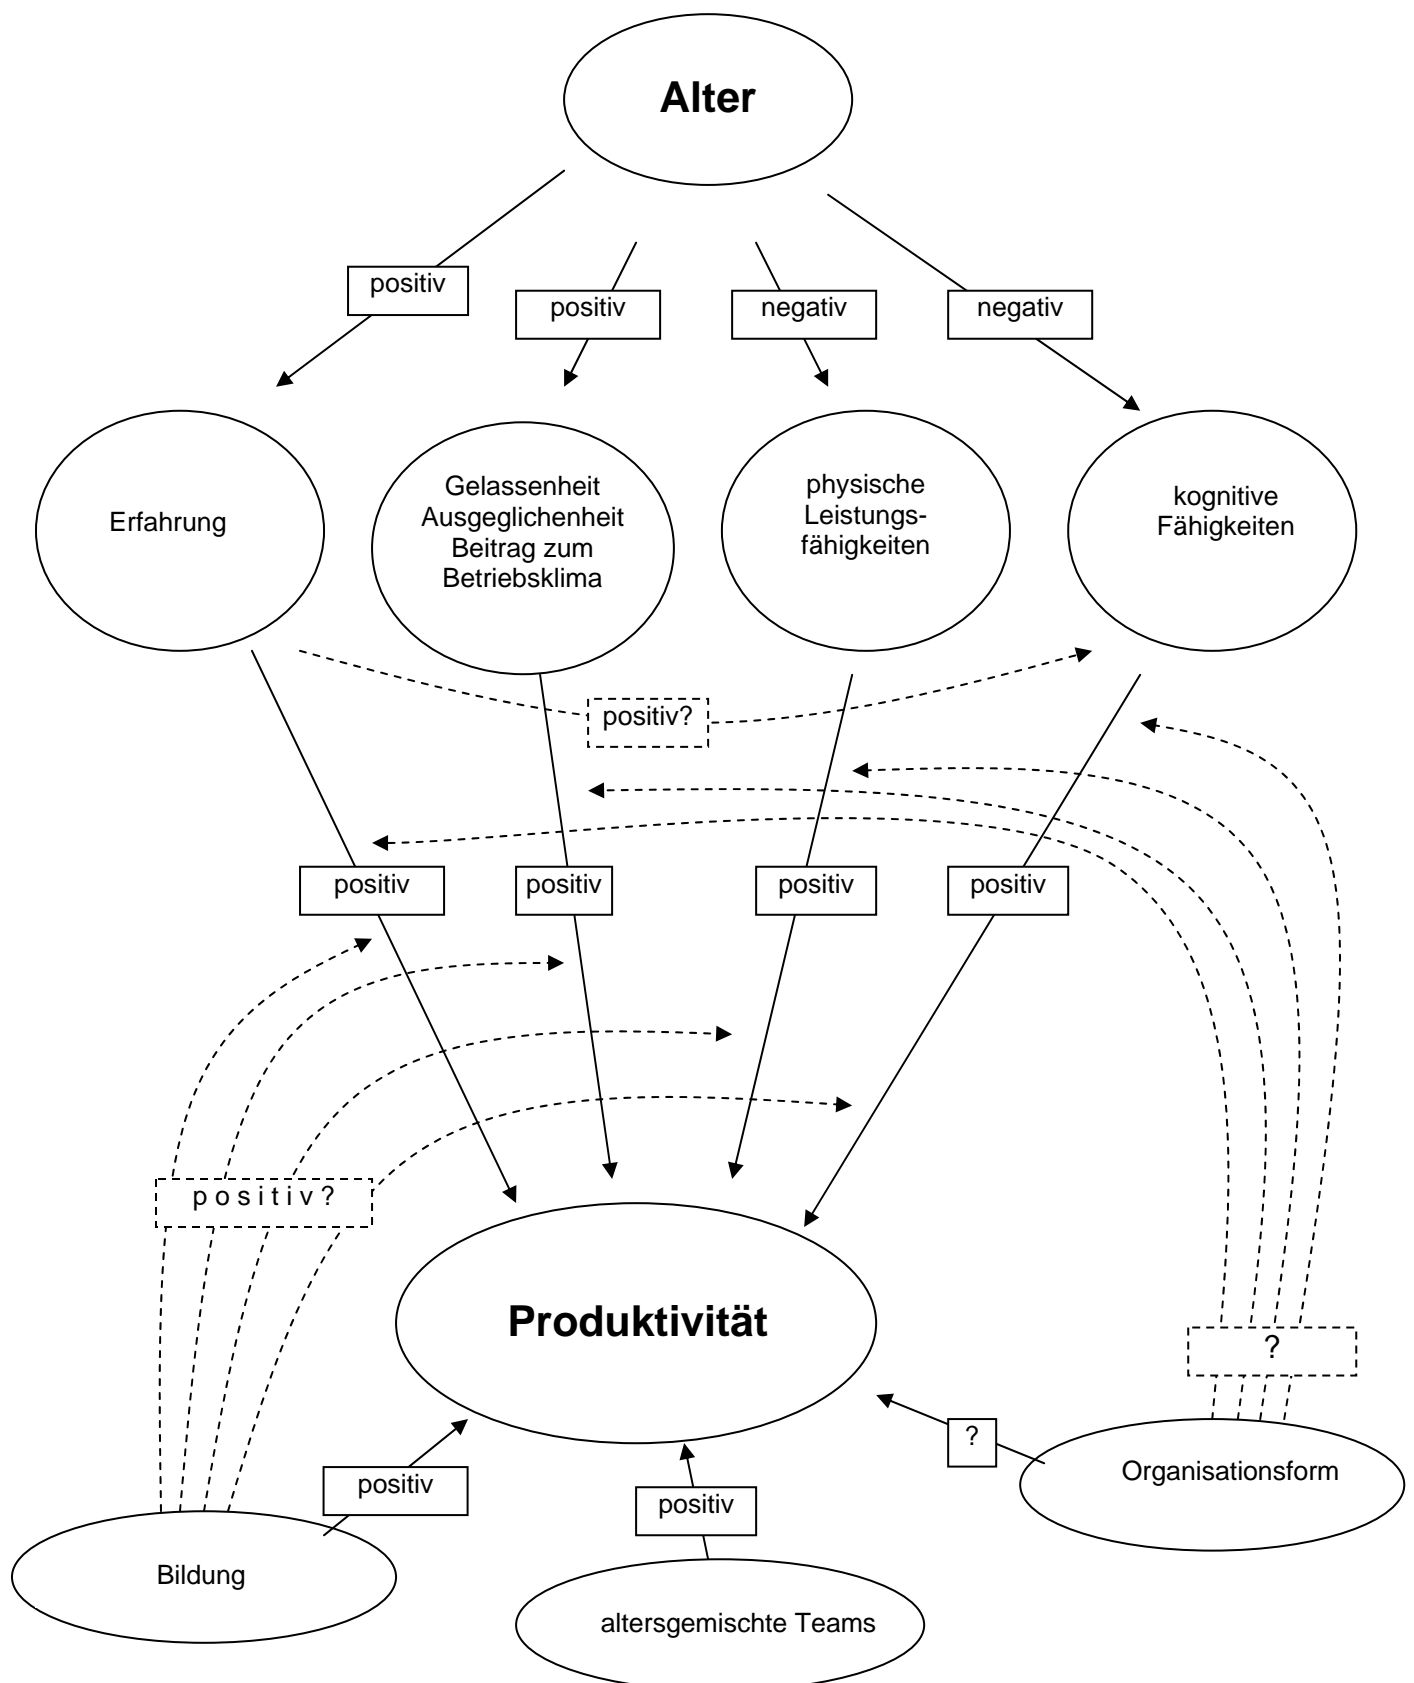 Alter
positiv
positiv
negativ
negativ
Erfahrung
Gelassenheit
Ausgeglichenheit
Beitrag zum
Betriebsklima
physische
Leistungs-
fähigkeiten
kognitive
Fähigkeiten
positiv?
positiv
positiv
positiv
positiv
positiv?
Produktivität
?
positiv
positiv
?
Organisationsform
Bildung
altersgemischte Teams